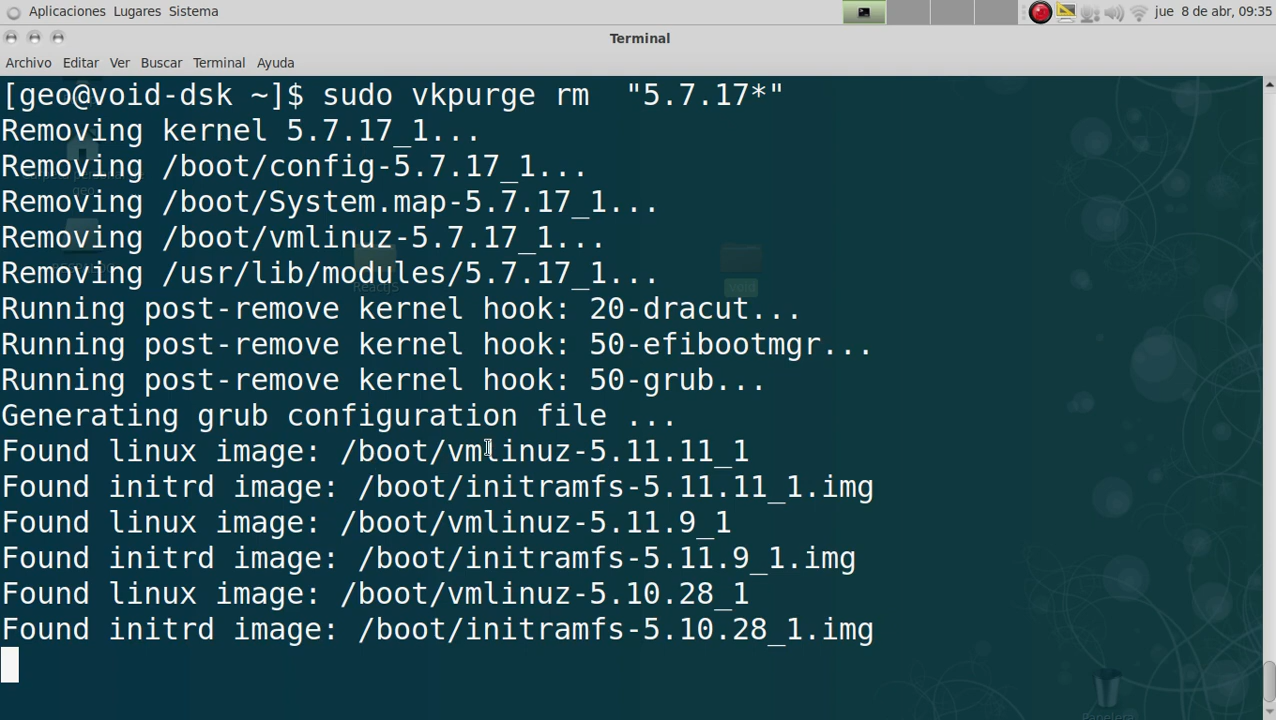 Aplicaciones Lugares Sistema
jue 8 de abr, 09:35
Terminal
Archivo Editar Ver Buscar Terminal Ayuda
[geo@void-dsk ~]$ sudo vkpurge rm  "5.7.17*"
Removing kernel 5.7.17_1...
Removing /boot/config-5.7.17_1...
Removing /boot/System.map-5.7.17_1...
Removing /boot/vmlinuz-5.7.17_1...
Removing /usr/lib/modules/5.7.17_1...
Running post-remove kernel hook: 20-dracut...
Running post-remove kernel hook: 50-efibootmgr...
Running post-remove kernel hook: 50-grub...
Generating grub configuration file ...
Found linux image: /boot/vmlinuz-5.11.11_1
Found initrd image: /boot/initramfs-5.11.11_1.img
Found linux image: /boot/vmlinuz-5.11.9_1
Found initrd image: /boot/initramfs-5.11.9_1.img
Found linux image: /boot/vmlinuz-5.10.28_1
Found initrd image: /boot/initramfs-5.10.28_1.img
ReactJS
void
Papelera